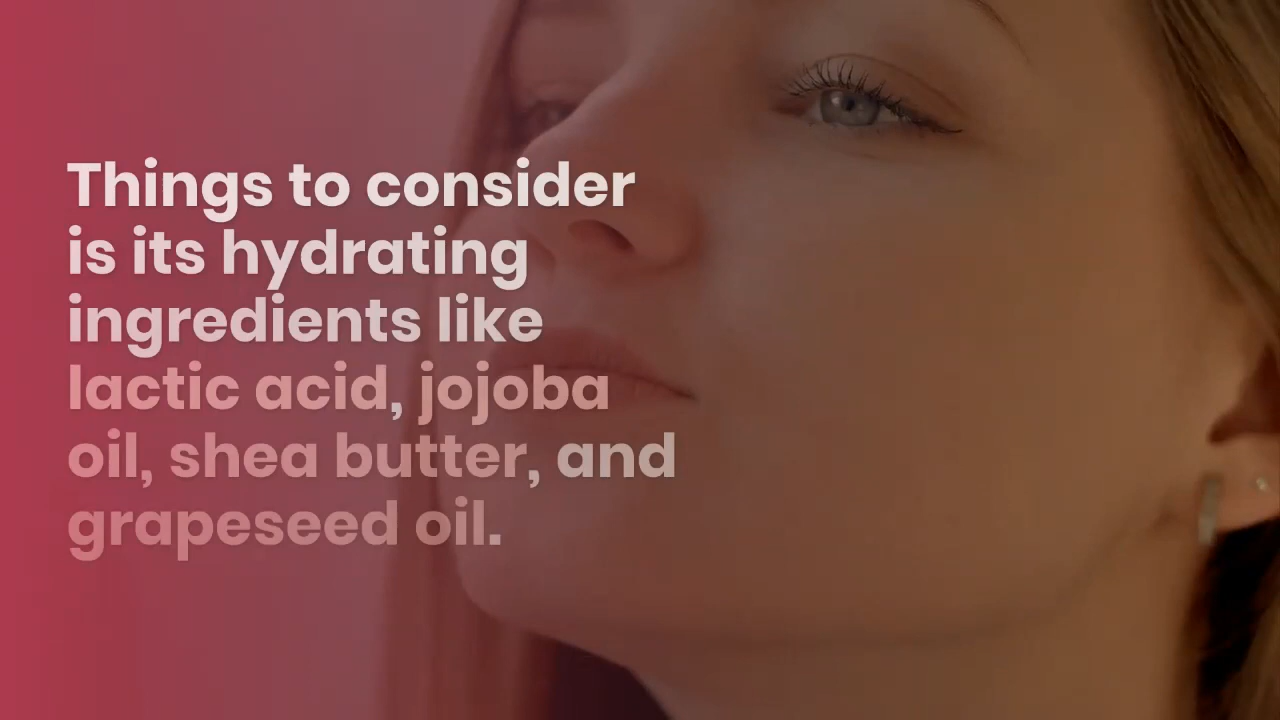 Things to consider
is its hydrating
ingredients like
lactic acid, jojoba
oil, shea butter, and
grapeseed oil.